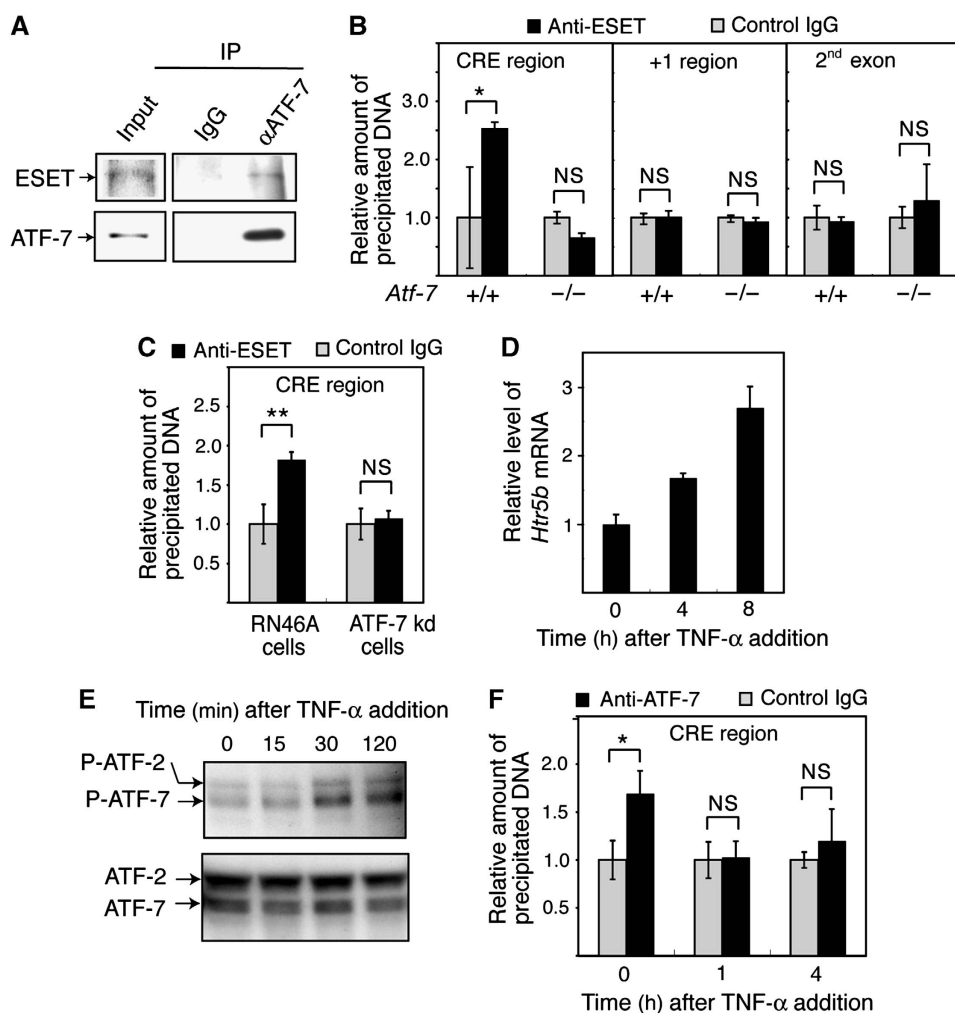 A
IP
Input
IgG
αATF-7
ESET
ATF-7
B
Anti-ESET
Control IgG
CRE region
+1 region
2nd exon
Relative amount of
precipitated DNA
3.0
2.0
1.0
*
NS
NS
NS
NS
NS
Atf-7
+/+
−/−
+/+
−/−
+/+
−/−
C
Anti-ESET
Control IgG
CRE region
Relative amount of
precipitated DNA
2.5
2.0
1.5
1.0
0.5
**
NS
RN46A
cells
ATF-7 kd
cells
D
Relative level of
Htr5b mRNA
3
2
1
0
4
8
Time (h) after TNF-α addition
E
Time (min) after TNF-α addition
0
15
30
120
P-ATF-2
P-ATF-7
ATF-2
ATF-7
F
Anti-ATF-7
Control IgG
CRE region
Relative amount of
precipitated DNA
2.0
1.5
1.0
0.5
*
NS
NS
0
1
4
Time (h) after TNF-α addition